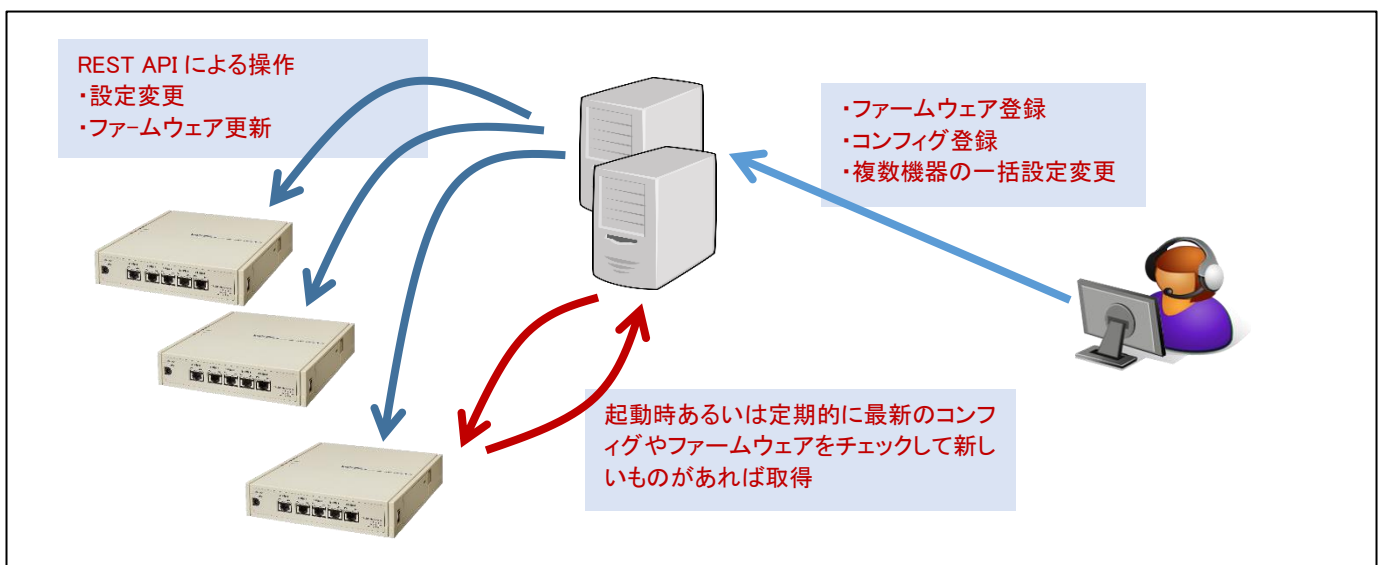 REST API による操作
・設定変更
・ファームウェア更新
・ファームウェア登録
・コンフィグ登録
・複数機器の一括設定変更
起動時あるいは定期的に最新のコンフ
ィグやファームウェアをチェックして新し
いものがあれば取得